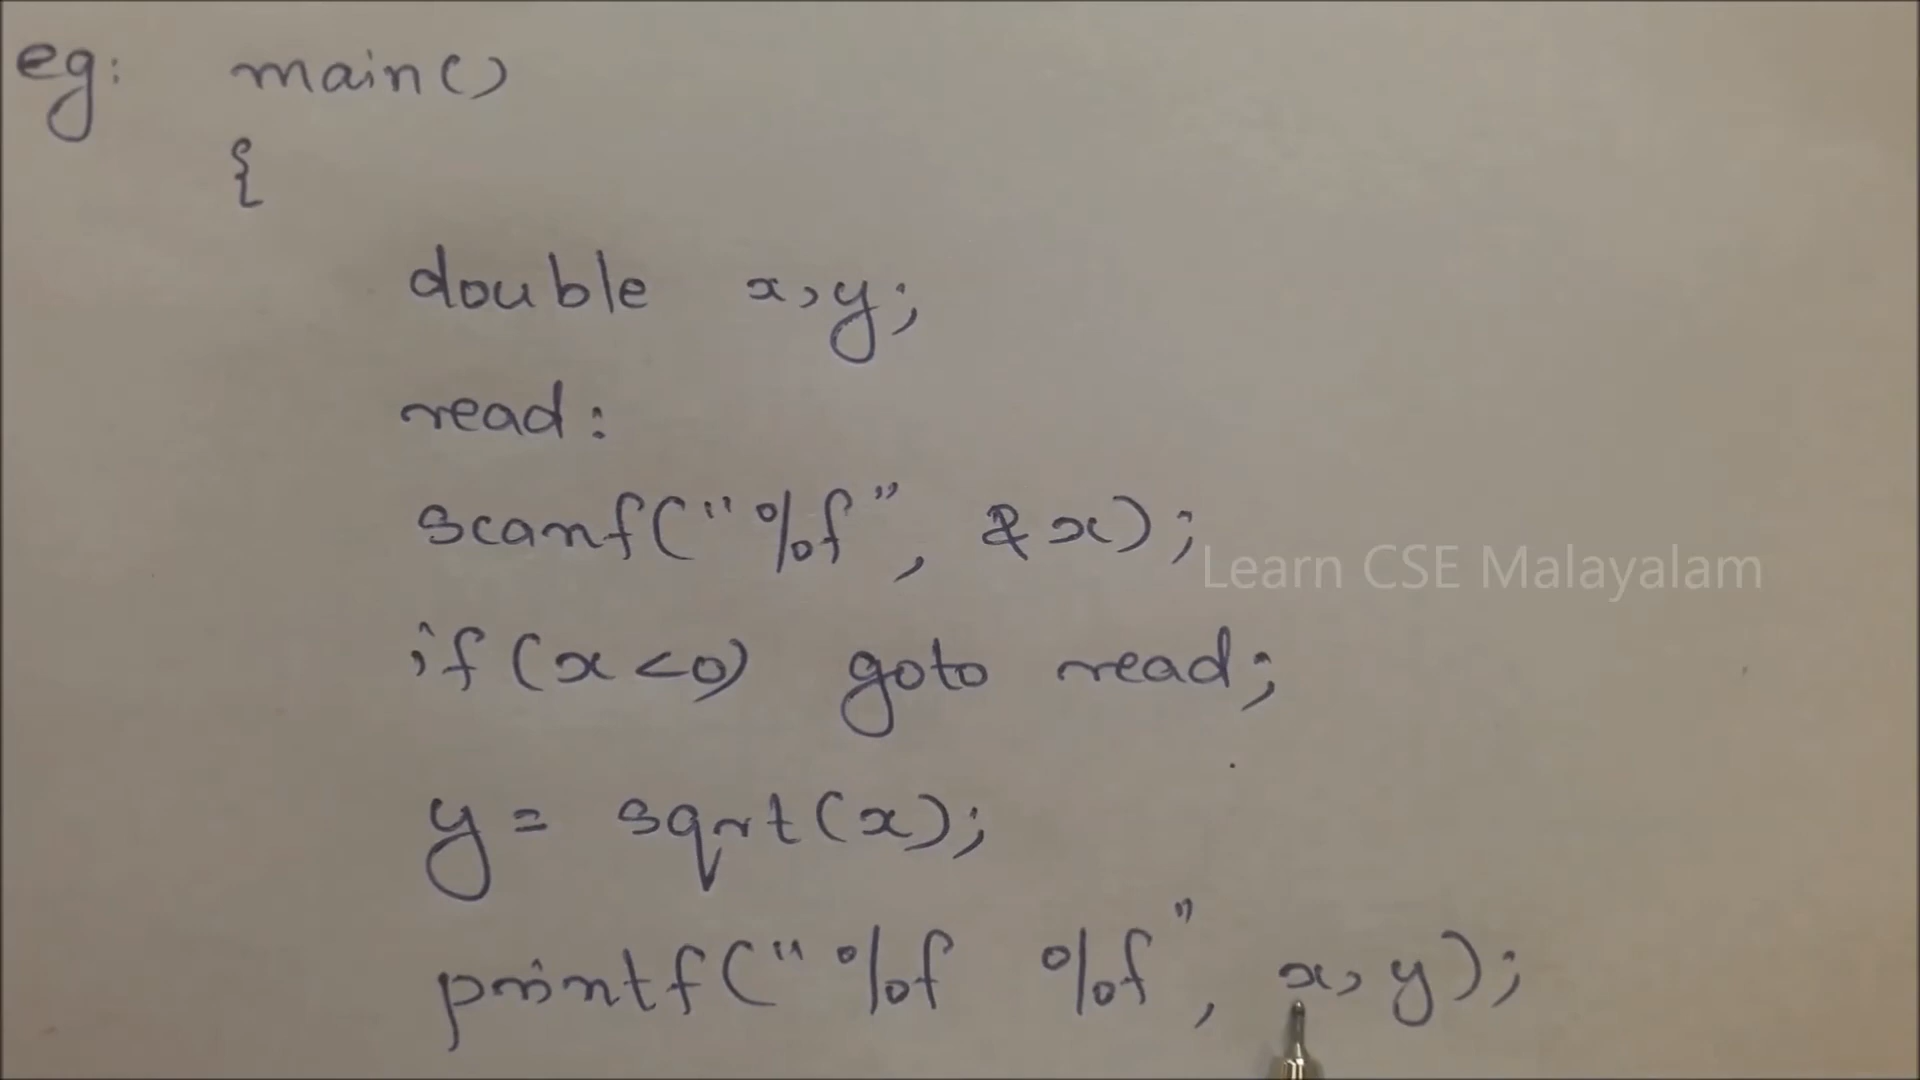 eg: main()
{
double x,y;
read:
scanf("%f", &x);
Learn CSE Malayalam
if(x<0) goto read;
y = sqrt(x);
printf("%f %f", x, y);